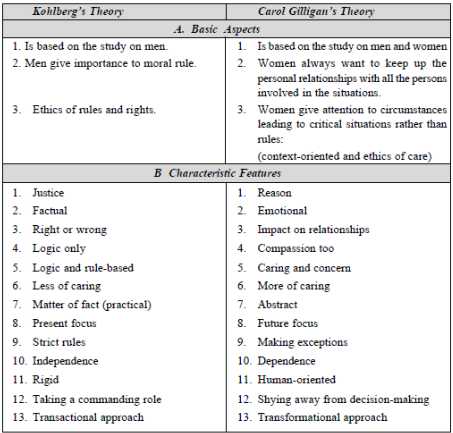 Kohlberg's Theory
Carol Gilligan's Theory
A. Basic Aspects
1. Is based on the study on men.
2. Men give importance to moral rule.
3. Ethics of rules and rights.
1. Is based on the study on men and women
2. Women always want to keep up the
personal relationships with all the persons
involved in the situations.
3. Women give attention to circumstances
leading to critical situations rather than
rules:
(context-oriented and ethics of care)
B Characteristic Features
1. Justice
2. Factual
3. Right or wrong
4. Logic only
5. Logic and rule-based
6. Less of caring
7. Matter of fact (practical)
8. Present focus
9. Strict rules
10. Independence
11. Rigid
12. Taking a commanding role
13. Transactional approach
1. Reason
2. Emotional
3. Impact on relationships
4. Compassion too
5. Caring and concern
6. More of caring
7. Abstract
8. Future focus
9. Making exceptions
10. Dependence
11. Human-oriented
12. Shying away from decision-making
13. Transformational approach